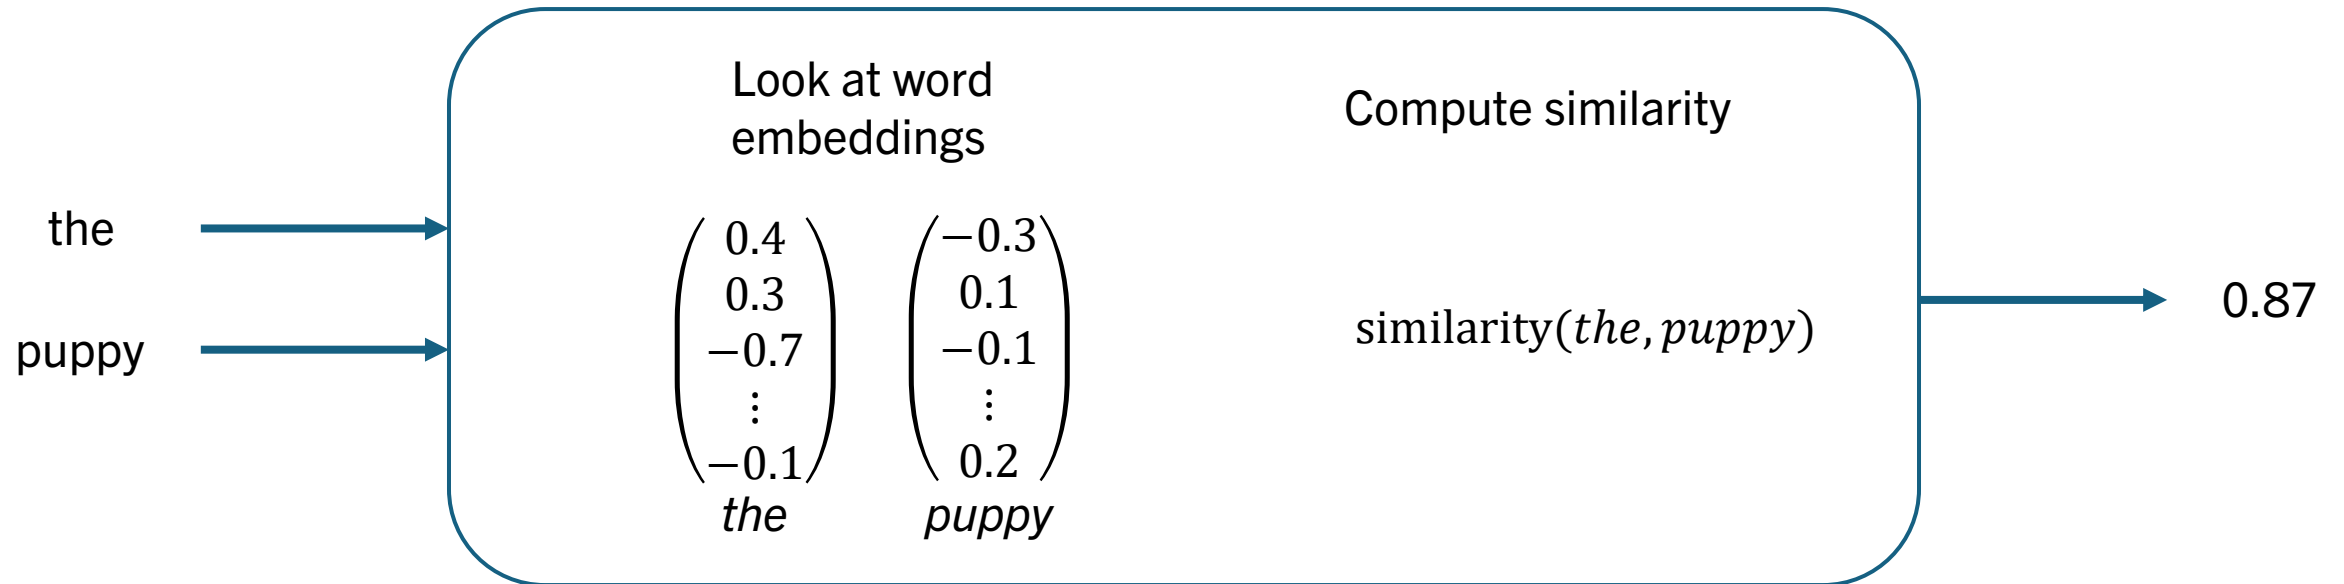 the
puppy
Look at word
embeddings
0.4
0.3
−0.7
⋮
−0.1
the
−0.3
0.1
−0.1
⋮
0.2
puppy
Compute similarity
similarity(the, puppy)
0.87